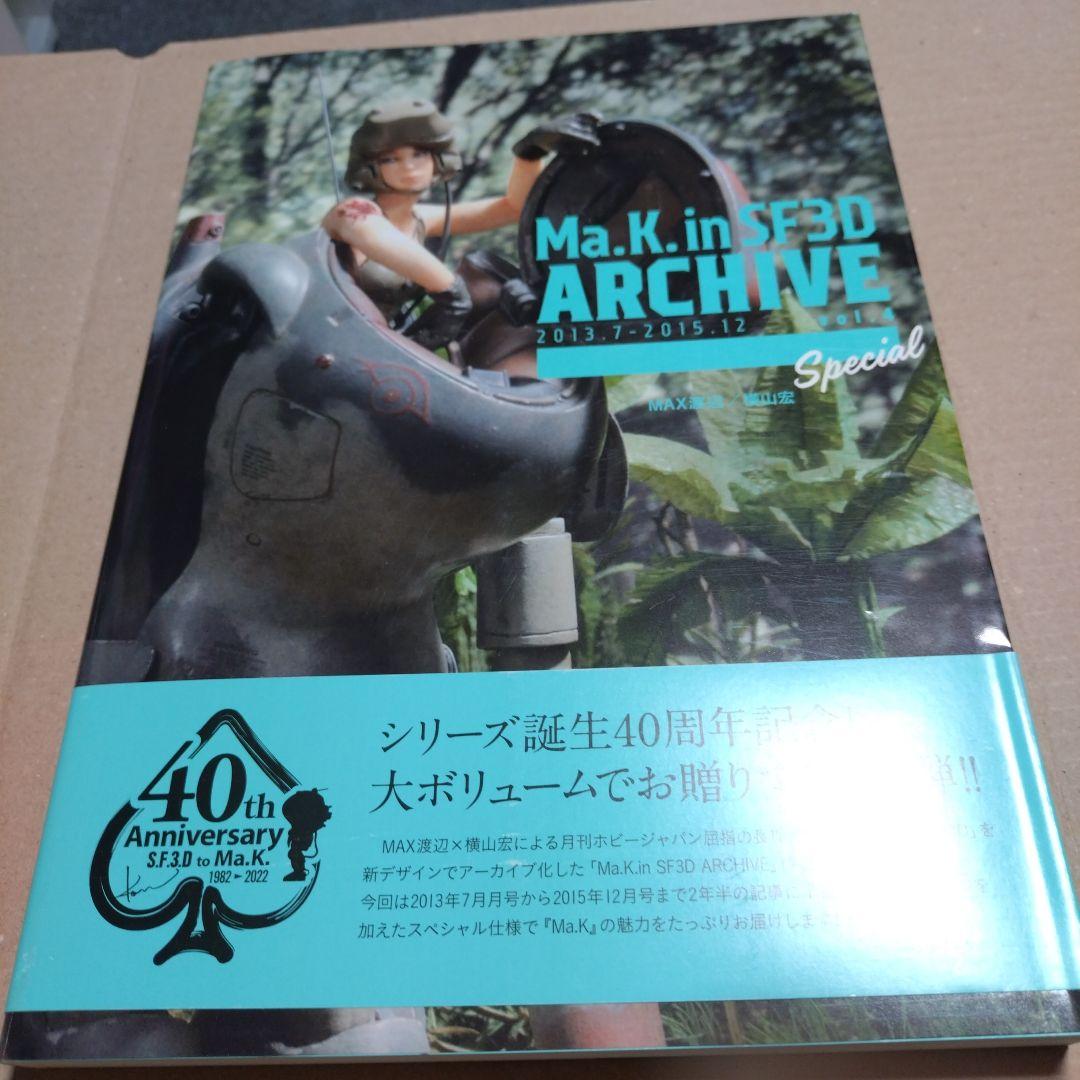 Ma.K. in SF3D
ARCHIVE
2013.7-2015.12 vol.4
Special
MAX渡辺／横山宏
40th
Anniversary
S.F.3.D to Ma.K.
1982 ► 2022
シリーズ誕生40周年記念!
大ボリュームでお贈り 弾!!
MAX渡辺×横山宏による月刊ホビージャパン屈指の長 を
新デザインでアーカイブ化した「Ma.K.in SF3D ARCHIVE」
今回は2013年7月月号から2015年12月号まで2年半の記事に を
加えたスペシャル仕様で『Ma.K』の魅力をたっぷりお届けしま